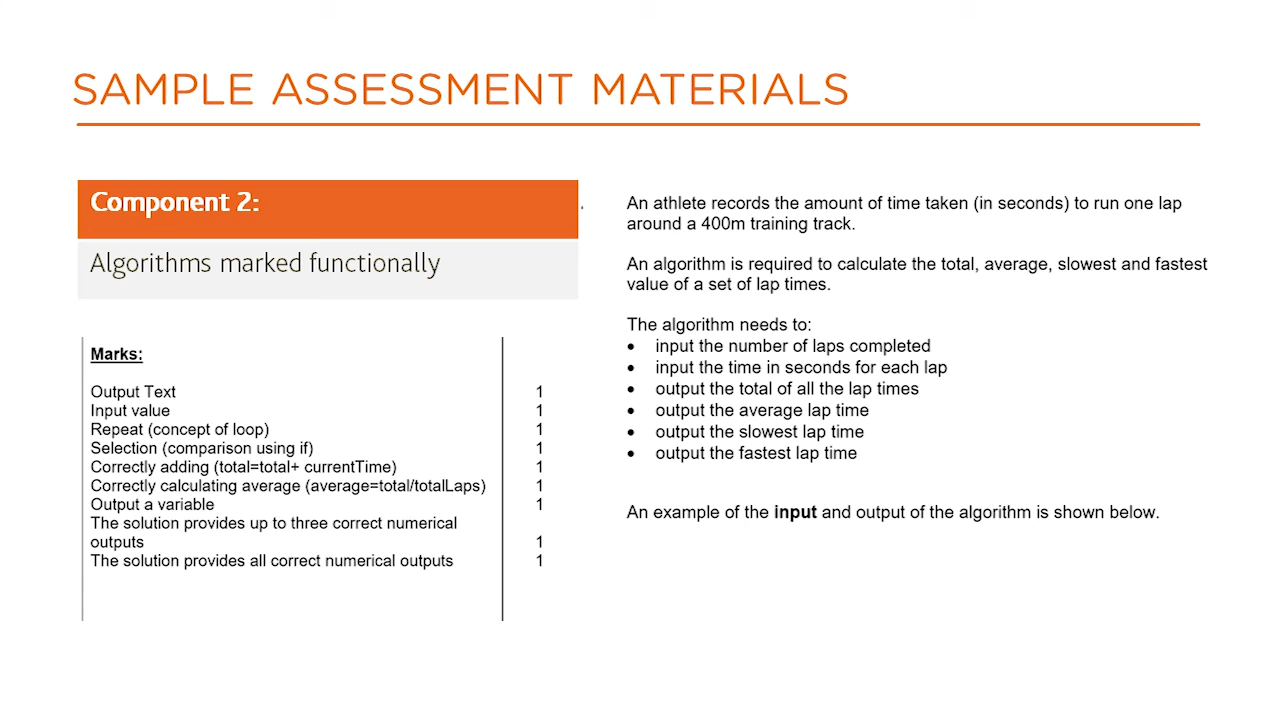 SAMPLE ASSESSMENT MATERIALS
Component 2:
Algorithms marked functionally
Marks:
Output Text 1
Input value 1
Repeat (concept of loop) 1
Selection (comparison using if) 1
Correctly adding (total=total+ currentTime) 1
Correctly calculating average (average=total/totalLaps) 1
Output a variable 1
The solution provides up to three correct numerical
outputs 1
The solution provides all correct numerical outputs 1
An athlete records the amount of time taken (in seconds) to run one lap
around a 400m training track.
An algorithm is required to calculate the total, average, slowest and fastest
value of a set of lap times.
The algorithm needs to:
• input the number of laps completed
• input the time in seconds for each lap
• output the total of all the lap times
• output the average lap time
• output the slowest lap time
• output the fastest lap time
An example of the input and output of the algorithm is shown below.